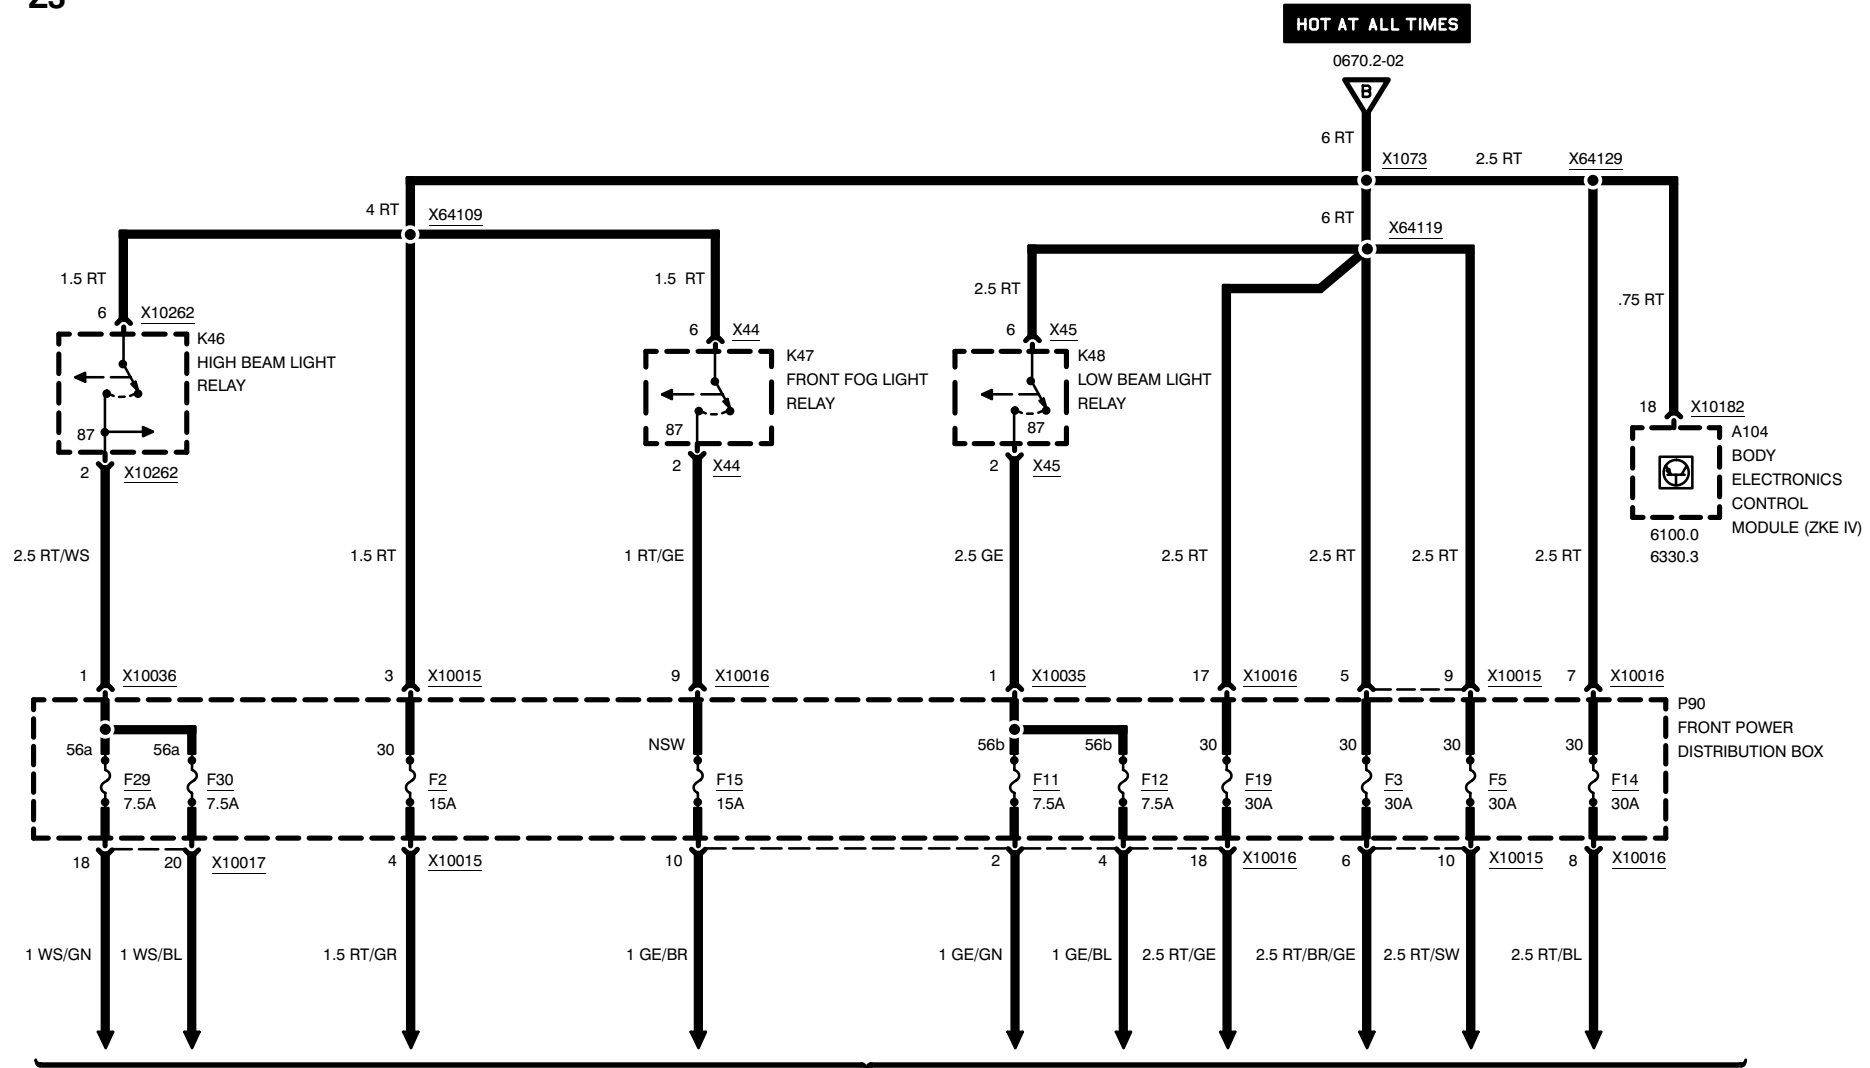 Z3
HOT AT ALL TIMES
0670.2-02
B
6 RT
X1073 2.5 RT X64129
4 RT X64109 6 RT X64119
1.5 RT 1.5 RT 2.5 RT .75 RT
6 X10262
K46
HIGH BEAM LIGHT
RELAY
87
2 X10262
6 X44
K47
FRONT FOG LIGHT
RELAY
87
2 X44
6 X45
K48
LOW BEAM LIGHT
RELAY
87
2 X45
18 X10182
A104
BODY
ELECTRONICS
CONTROL
MODULE (ZKE IV)
6100.0
6330.3
2.5 RT/WS 1.5 RT 1 RT/GE 2.5 GE 2.5 RT 2.5 RT 2.5 RT 2.5 RT
1 X10036 3 X10015 9 X10016 1 X10035 17 X10016 5 9 X10015 7 X10016
P90
FRONT POWER
DISTRIBUTION BOX
56a 56a 30 NSW 56b 56b 30 30 30 30
F29 F30 F2 F15 F11 F12 F19 F3 F5 F14
7.5A 7.5A 15A 15A 7.5A 7.5A 30A 30A 30A 30A
18 20 X10017 4 X10015 10 2 4 18 X10016 6 10 X10015 8 X10016
1 WS/GN 1 WS/BL 1.5 RT/GR 1 GE/BR 1 GE/GN 1 GE/BL 2.5 RT/GE 2.5 RT/BR/GE 2.5 RT/SW 2.5 RT/BL